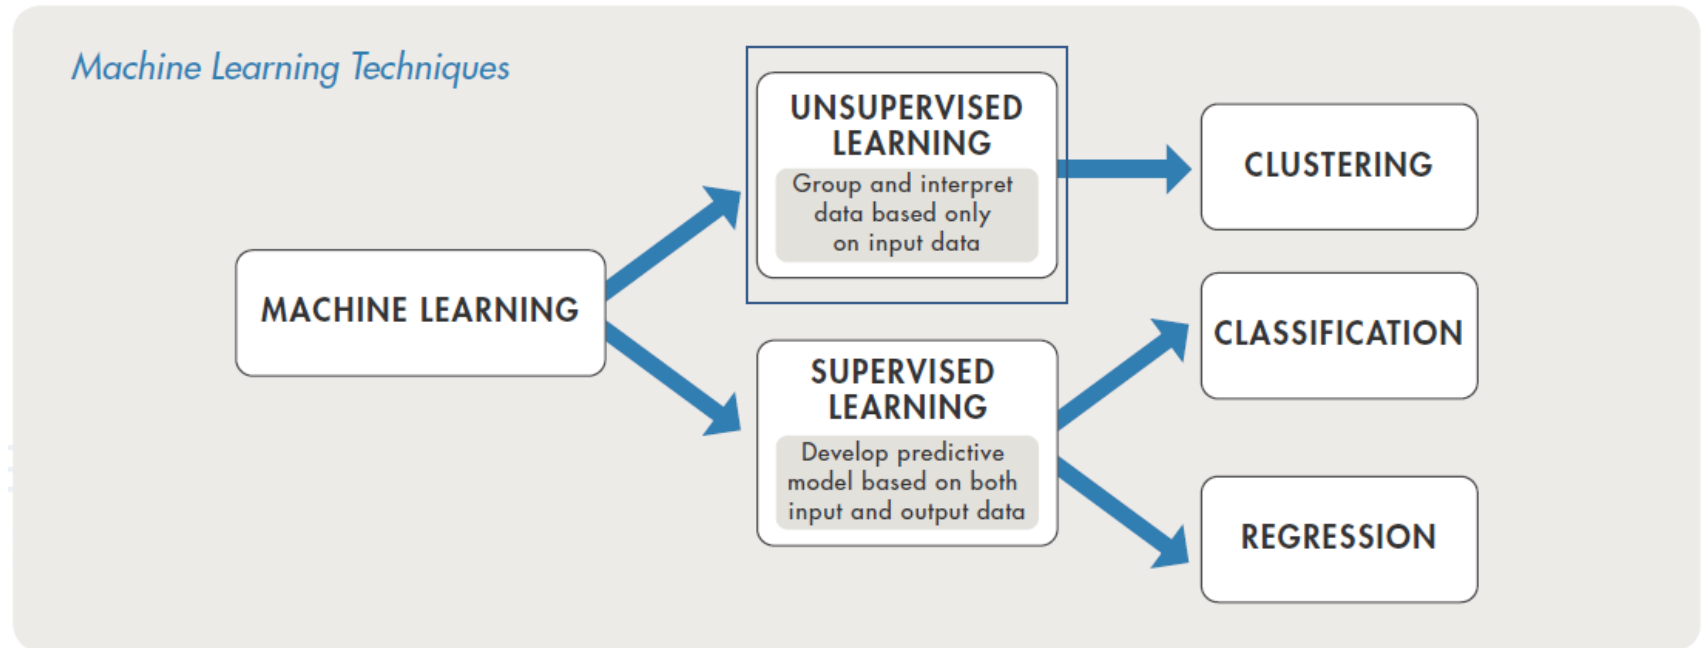 Machine Learning Techniques
MACHINE LEARNING
UNSUPERVISED
LEARNING
Group and interpret
data based only
on input data
SUPERVISED
LEARNING
Develop predictive
model based on both
input and output data
CLUSTERING
CLASSIFICATION
REGRESSION